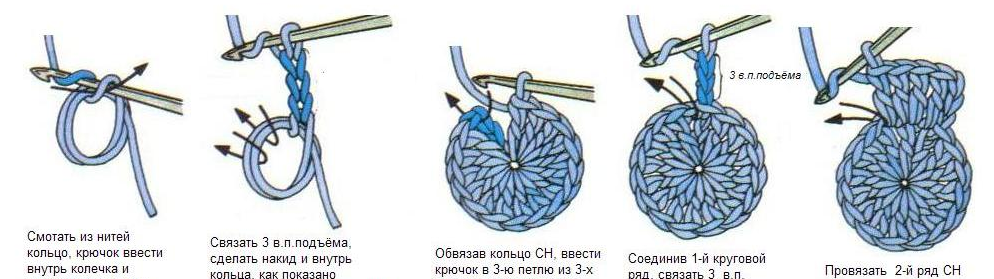 Смотать из нитей
кольцо, крючок ввести
внутрь колечка и
Связать 3 в.п.подъёма,
сделать накид и внутрь
кольца, как показано
Обвязав кольцо СН, ввести
крючок в 3-ю петлю из 3-х
3 в.п.подъёма
Соединив 1-й круговой
ряд, связать 3 в.п.
Провязать 2-й ряд СН